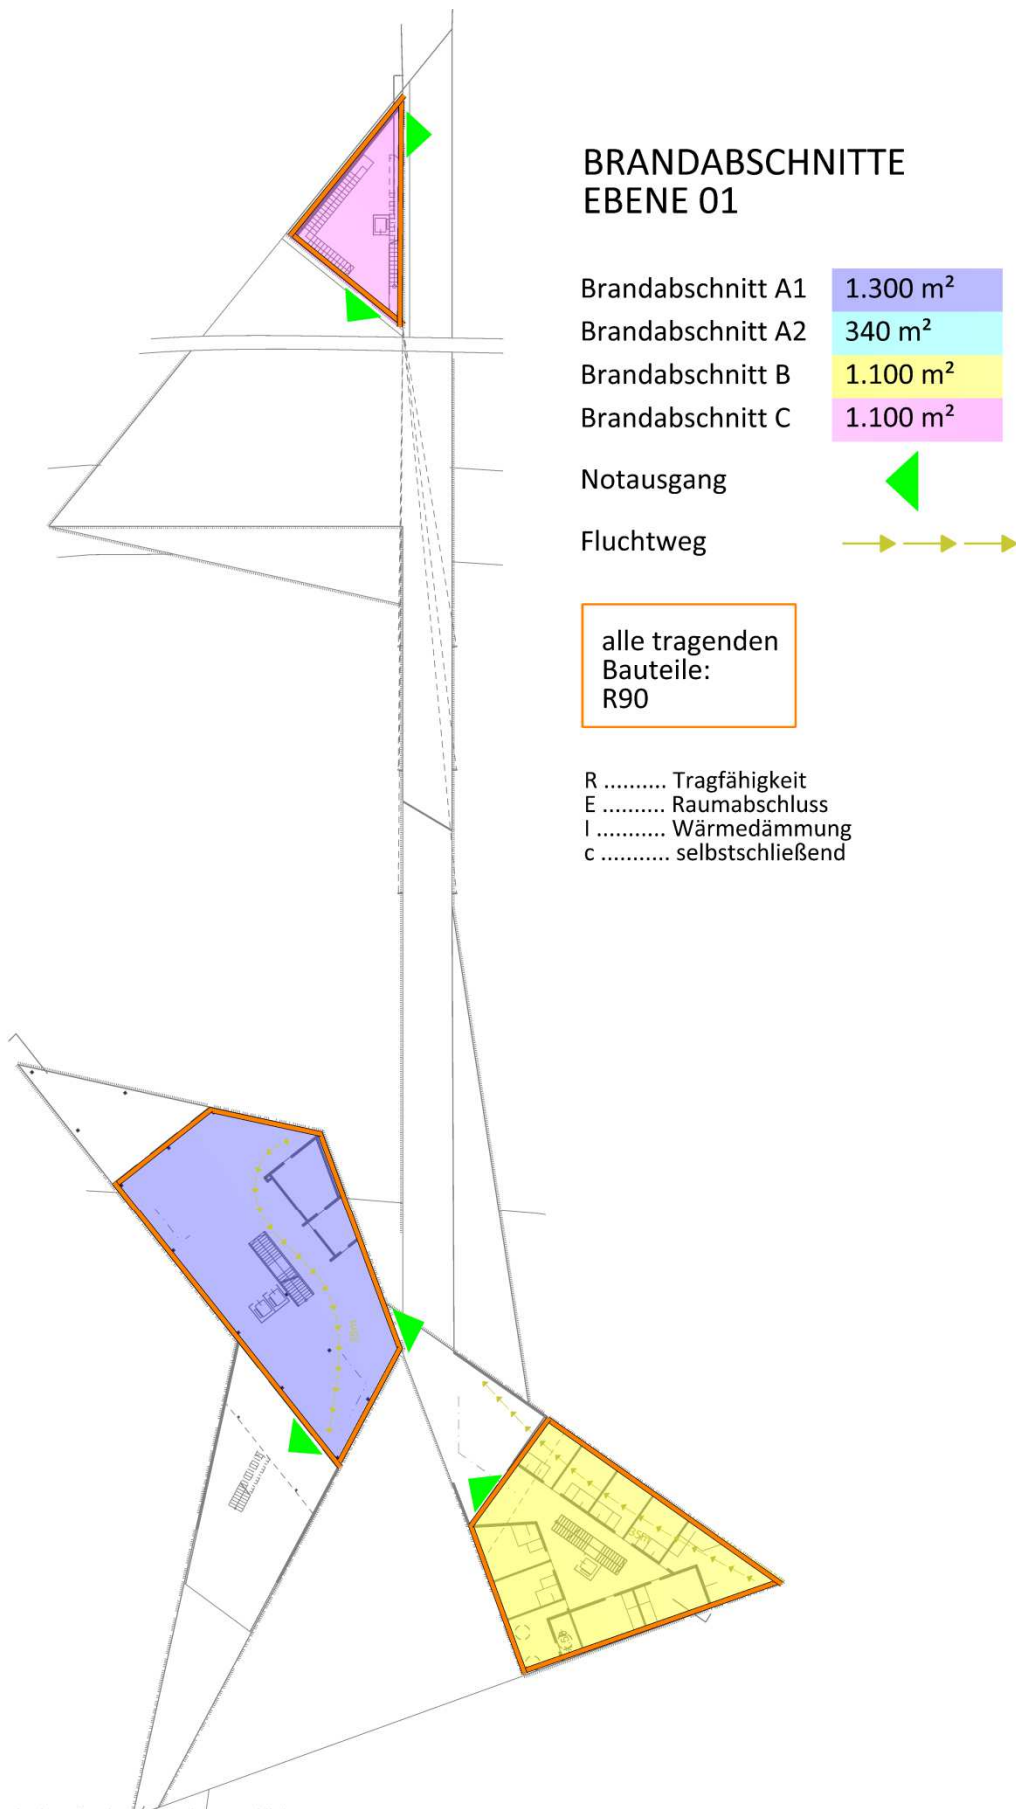 BRANDABSCHNITTE
EBENE 01
Brandabschnitt A1 1.300 m²
Brandabschnitt A2 340 m²
Brandabschnitt B 1.100 m²
Brandabschnitt C 1.100 m²
Notausgang
Fluchtweg
alle tragenden
Bauteile:
R90
R .......... Tragfähigkeit
E .......... Raumabschluss
I ........... Wärmedämmung
c ........... selbstschließend
35m